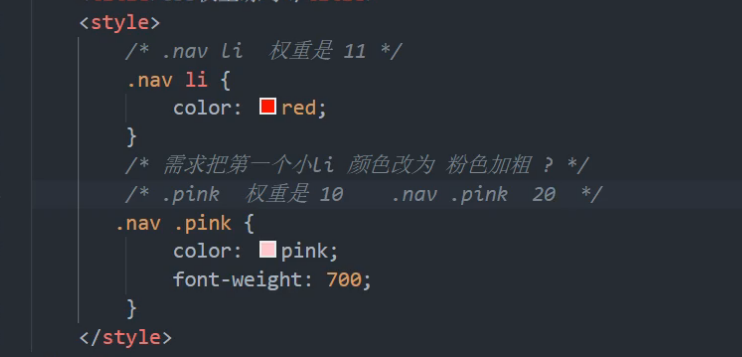 <style>
/* .nav li 权重是 11 */
.nav li {
color: red;
}
/* 需求把第一个小li 颜色改为 粉色加粗 ? */
/* .pink 权重是 10 .nav .pink 20 */
.nav .pink {
color: pink;
font-weight: 700;
}
</style>